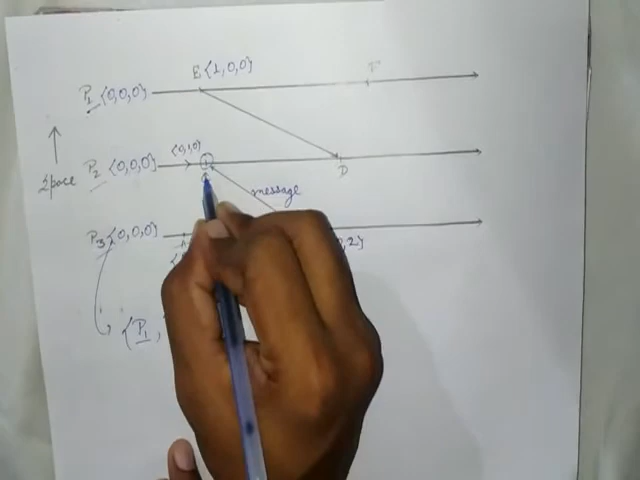 E {1,0,0} F
P1 {0,0,0}
{0,1,0}
P2 {0,0,0} D
Space
message
P3 {0,0,0} ,2}
{P1,